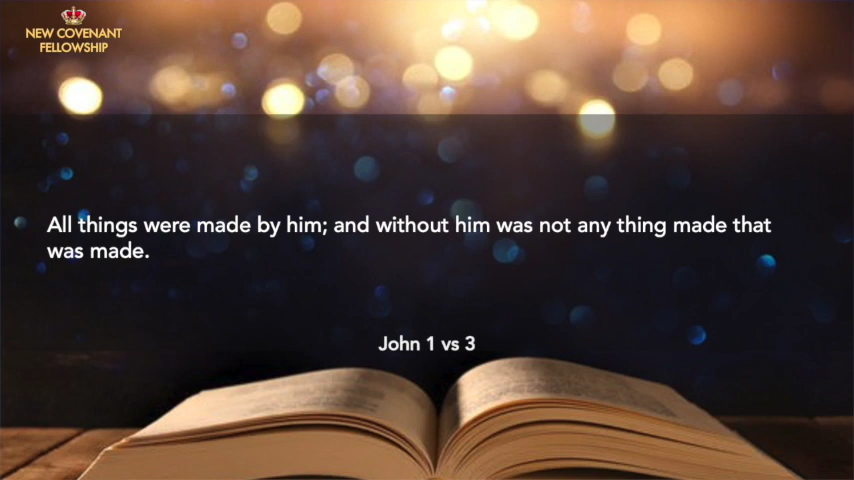 NEW COVENANT
FELLOWSHIP
All things were made by him; and without him was not any thing made that
was made.
John 1 vs 3